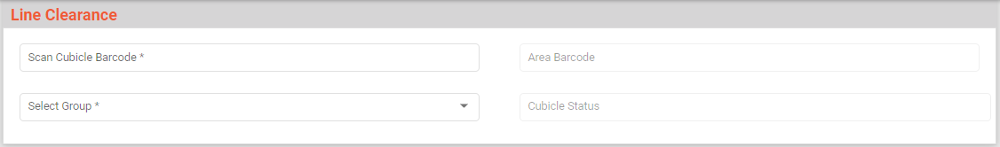 Line Clearance
Scan Cubicle Barcode *
Area Barcode
Select Group *
Cubicle Status